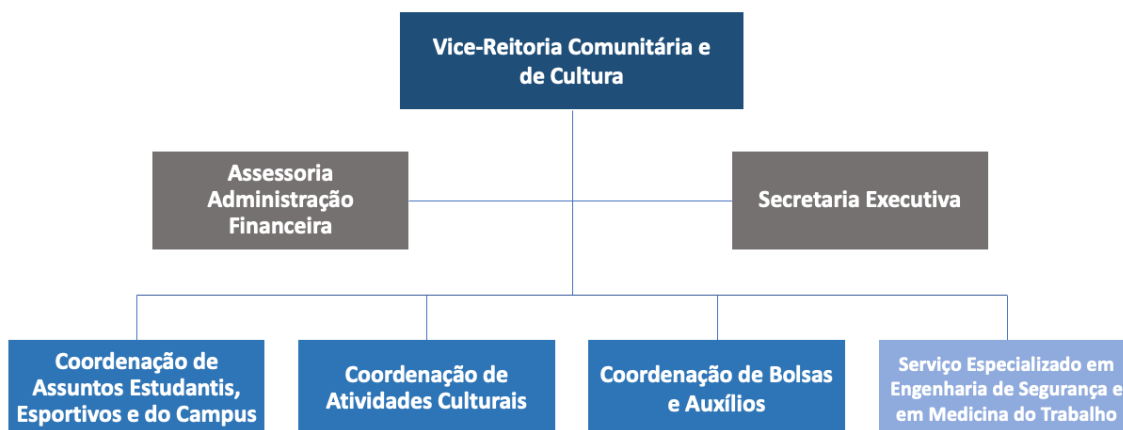 Vice-Reitoria Comunitária e
de Cultura
Assessoria
Administração
Financeira
Secretaria Executiva
Coordenação de
Assuntos Estudantis,
Esportivos e do Campus
Coordenação de
Atividades Culturais
Coordenação de Bolsas
e Auxílios
Serviço Especializado em
Engenharia de Segurança e
em Medicina do Trabalho